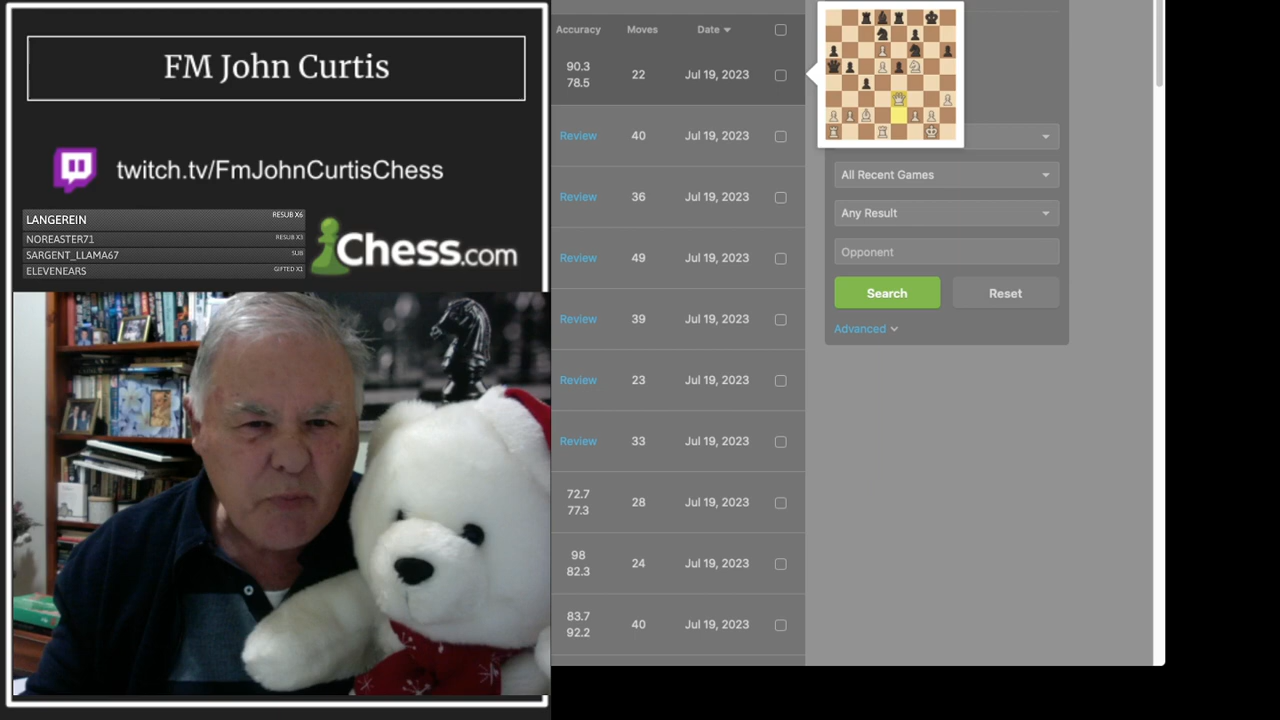 FM John Curtis
twitch.tv/FmJohnCurtisChess
LANGEREIN RESUB X6
NOREASTER71 RESUB X3
SARGENT_LLAMA67 SUB
ELEVENEARS GIFTED X1
Chess.com
Accuracy Moves Date
90.3
78.5
22 Jul 19, 2023
Review 40 Jul 19, 2023
Review 36 Jul 19, 2023
Review 49 Jul 19, 2023
Review 39 Jul 19, 2023
Review 23 Jul 19, 2023
Review 33 Jul 19, 2023
72.7
77.3
28 Jul 19, 2023
98
82.3
24 Jul 19, 2023
83.7
92.2
40 Jul 19, 2023
All Recent Games
Any Result
Opponent
Search Reset
Advanced